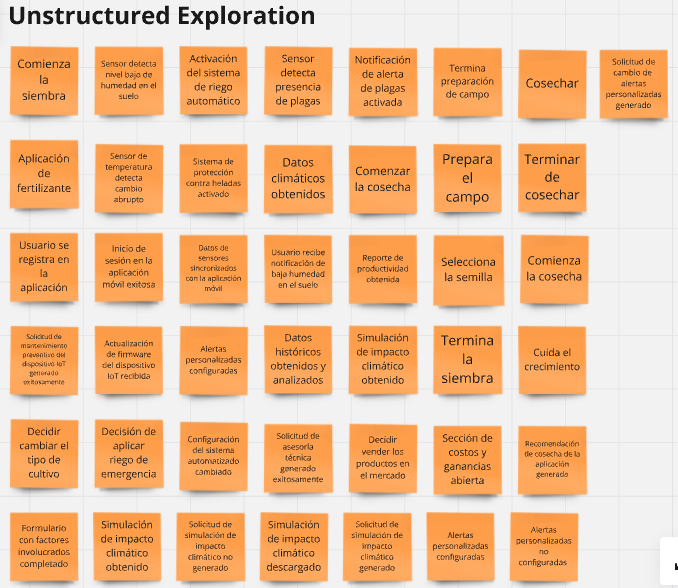 Unstructured Exploration
Comienza
la
siembra
Sensor detecta
nivel bajo de
humedad en el
suelo
Activación
del sistema
de riego
automático
Sensor
detecta
presencia
de plagas
Notificación
de alerta
de plagas
activada
Termina
preparación
de campo
Cosechar
Solicitud de
cambio de
alertas
personalizadas
generado
Aplicación
de
fertilizante
Sensor de
temperatura
detecta
cambio
abrupto
Sistema de
protección
contra heladas
activado
Datos
climáticos
obtenidos
Comenzar
la cosecha
Prepara
el
campo
Terminar
de
cosechar
Usuario se
registra en
la
aplicación
Inicio de
sesión en la
aplicación
móvil exitosa
Datos de
sensores
sincronizados
con la aplicación
móvil
Usuario recibe
notificación de
baja humedad
en el suelo
Reporte de
productividad
obtenida
Selecciona
la semilla
Comienza
la cosecha
Solicitud de
mantenimiento
preventivo del
dispositivo IoT
generado
exitosamente
Actualización
de firmware
del dispositivo
IoT recibida
Alertas
personalizadas
configuradas
Datos
históricos
obtenidos y
analizados
Simulación
de impacto
climático
obtenido
Termina
la
siembra
Cuida el
crecimiento
Decidir
cambiar el
tipo de
cultivo
Decisión de
aplicar
riego de
emergencia
Configuración
del sistema
automatizado
cambiado
Solicitud de
asesoría
técnica
generado
exitosamente
Decidir
vender los
productos en
el mercado
Sección de
costos y
ganancias
abierta
Recomendación
de cosecha de la
aplicación
generada
Formulario
con factores
involucrados
completado
Simulación
de impacto
climático
obtenido
Solicitud de
simulación de
impacto
climático no
generado
Simulación
de impacto
climático
descargado
Solicitud de
simulación de
impacto
climático
generado
Alertas
personalizadas
configuradas
Alertas
personalizadas
no
configuradas